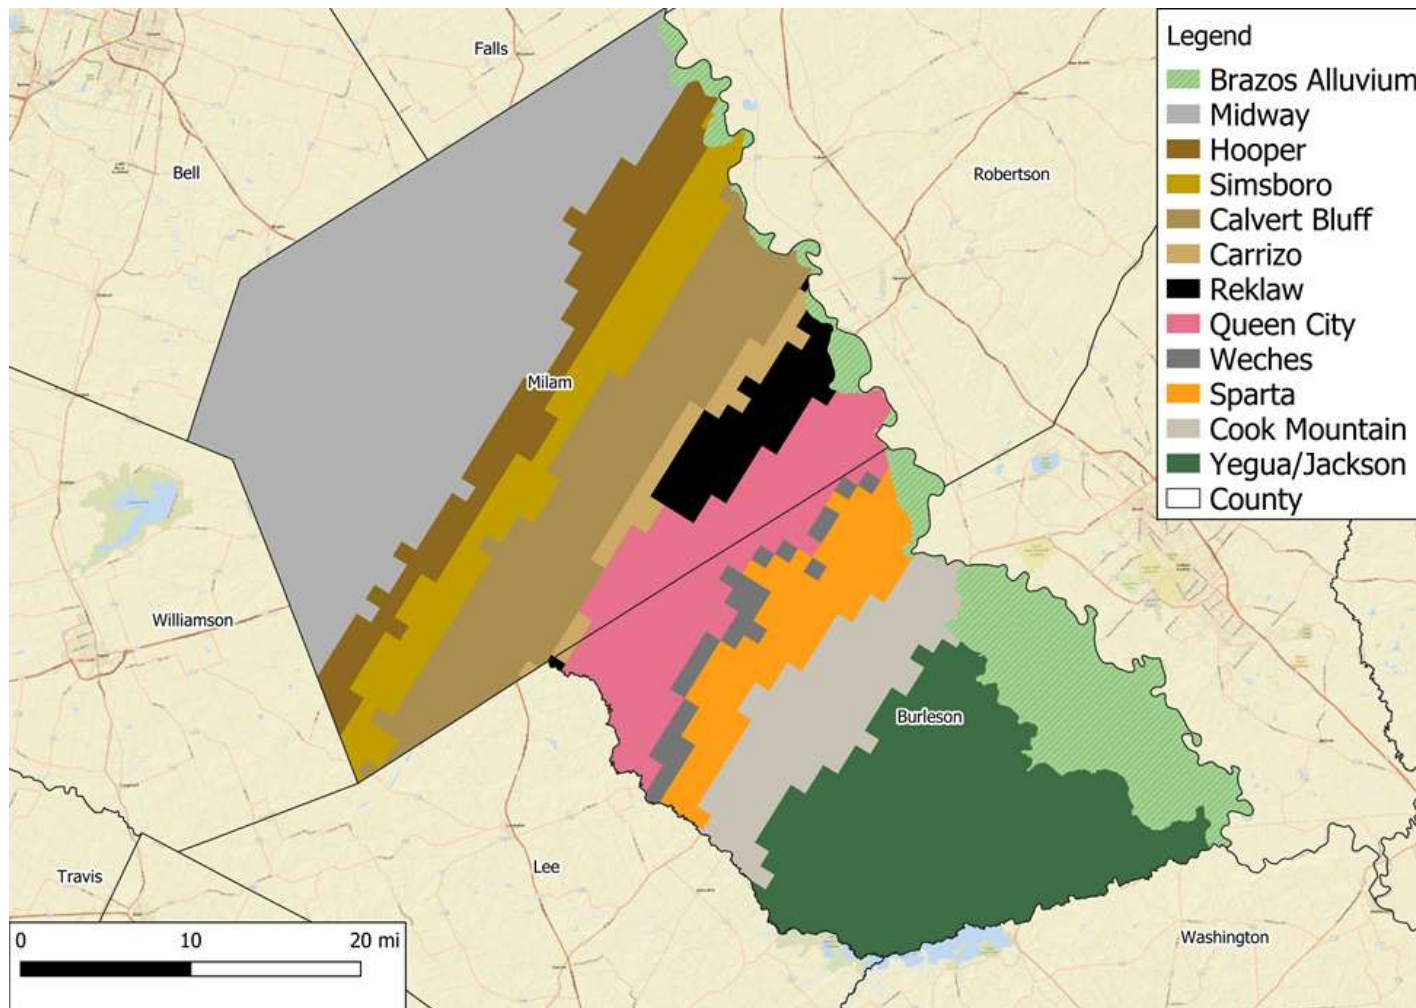 Legend
Brazos Alluvium
Midway
Hooper
Simsboro
Calvert Bluff
Carrizo
Reklaw
Queen City
Weches
Sparta
Cook Mountain
Yegua/Jackson
County
Falls
Bell
Robertson
Milam
Williamson
Burleson
Lee
Travis
Washington
0 10 20 mi